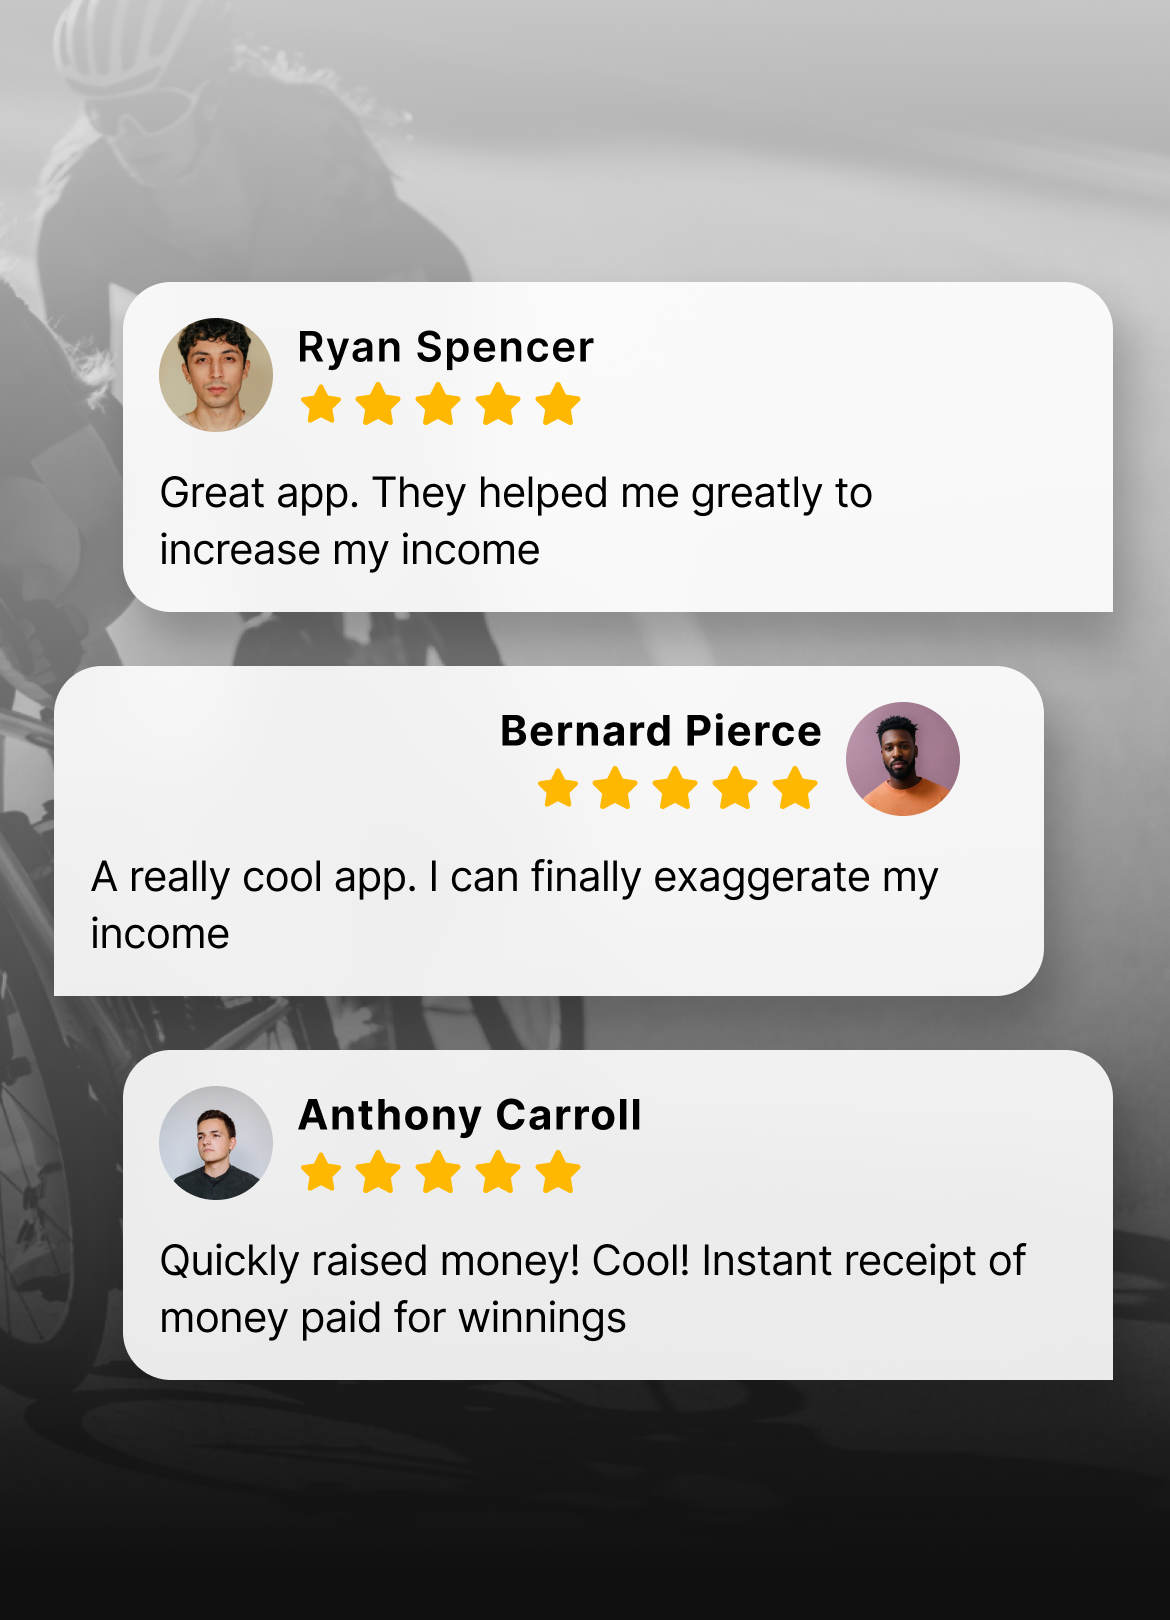 Ryan Spencer
Great app. They helped me greatly to
increase my income
Bernard Pierce
A really cool app. I can finally exaggerate my
income
Anthony Carroll
Quickly raised money! Cool! Instant receipt of
money paid for winnings